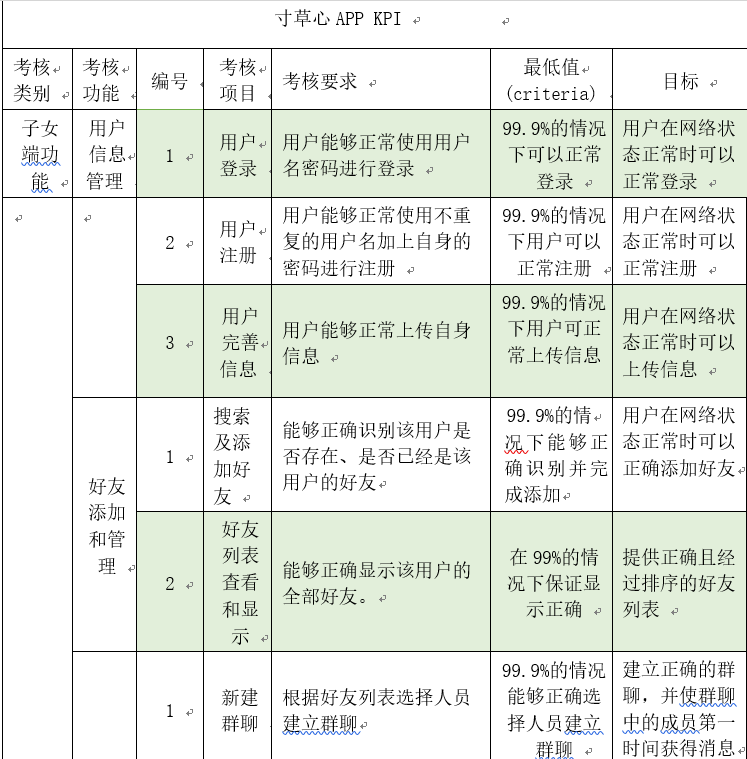 寸草心 APP KPI
考核
类别
考核
功能
编号
考核
项目
考核要求
最低值
(criteria)
目标
子女
端功
能
用户
信息
管理
1
用户
登录
用户能够正常使用用户
名密码进行登录
99.9%的情况
下可以正常
登录
用户在网络状
态正常时可以
正常登录
2
用户
注册
用户能够正常使用不重
复的用户名加上自身的
密码进行注册
99.9%的情况
下用户可以
正常注册
用户在网络状
态正常时可以
正常注册
3
用户
完善
信息
用户能够正常上传自身
信息
99.9%的情况
下用户可正
常上传信息
用户在网络状
态正常时可以
上传信息
好友
添加
和管
理
1
搜索
及添
加好
友
能够正确识别该用户是
否存在、是否已经是该
用户的好友
99.9%的情
况下能够正
确识别并完
成添加
用户在网络状
态正常时可以
正确添加好友
2
好友
列表
查看
和显
示
能够正确显示该用户的
全部好友。
在 99%的情
况下保证显
示正确
提供正确且经
过排序的好友
列表
1
新建
群聊
根据好友列表选择人员
建立群聊
99.9%的情况
能够正确选
择人员建立
群聊
建立正确的群
聊，并使群聊
中的成员第一
时间获得消息